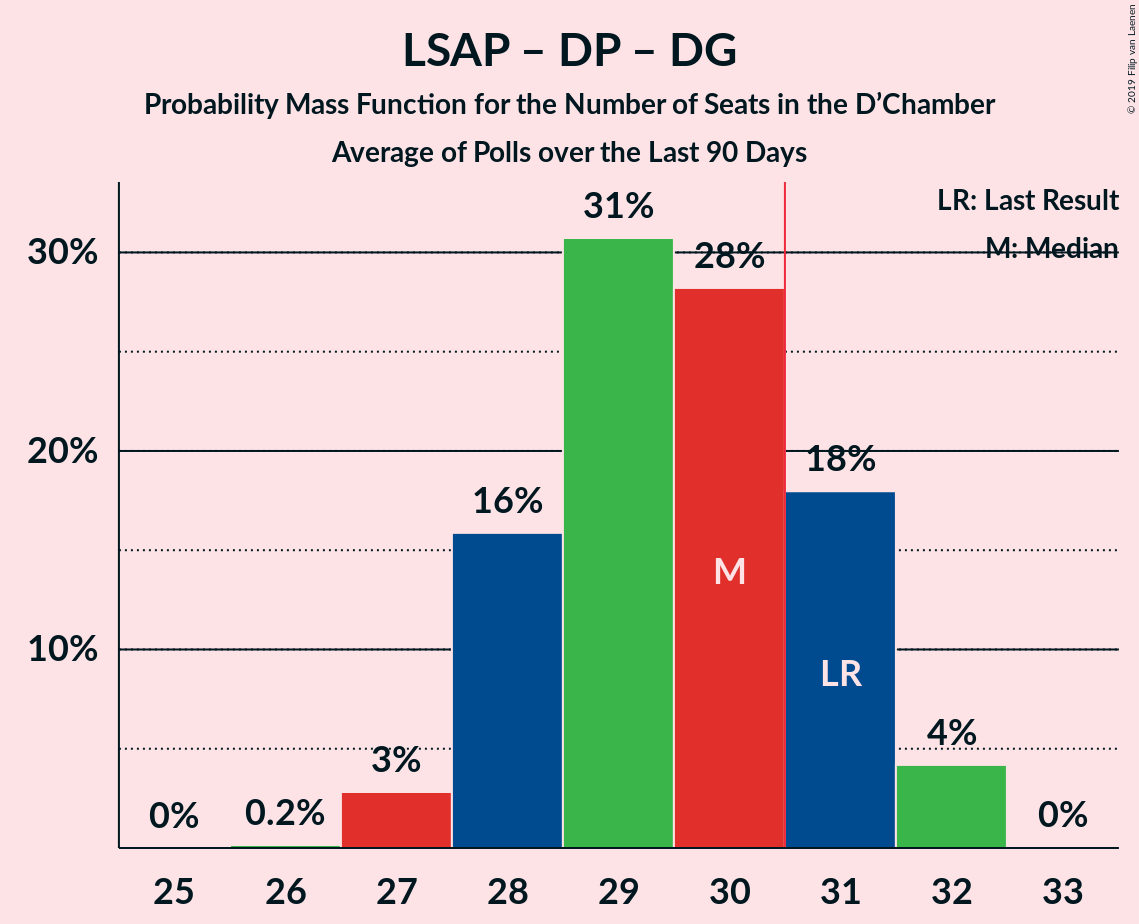 LSAP – DP – DG
Probability Mass Function for the Number of Seats in the D’Chamber
Average of Polls over the Last 90 Days
© 2019 Filip van Laenen
LR: Last Result
M: Median
30%
20%
10%
0%
0.2%
3%
16%
31%
28%
18%
4%
0%
M
LR
25 26 27 28 29 30 31 32 33